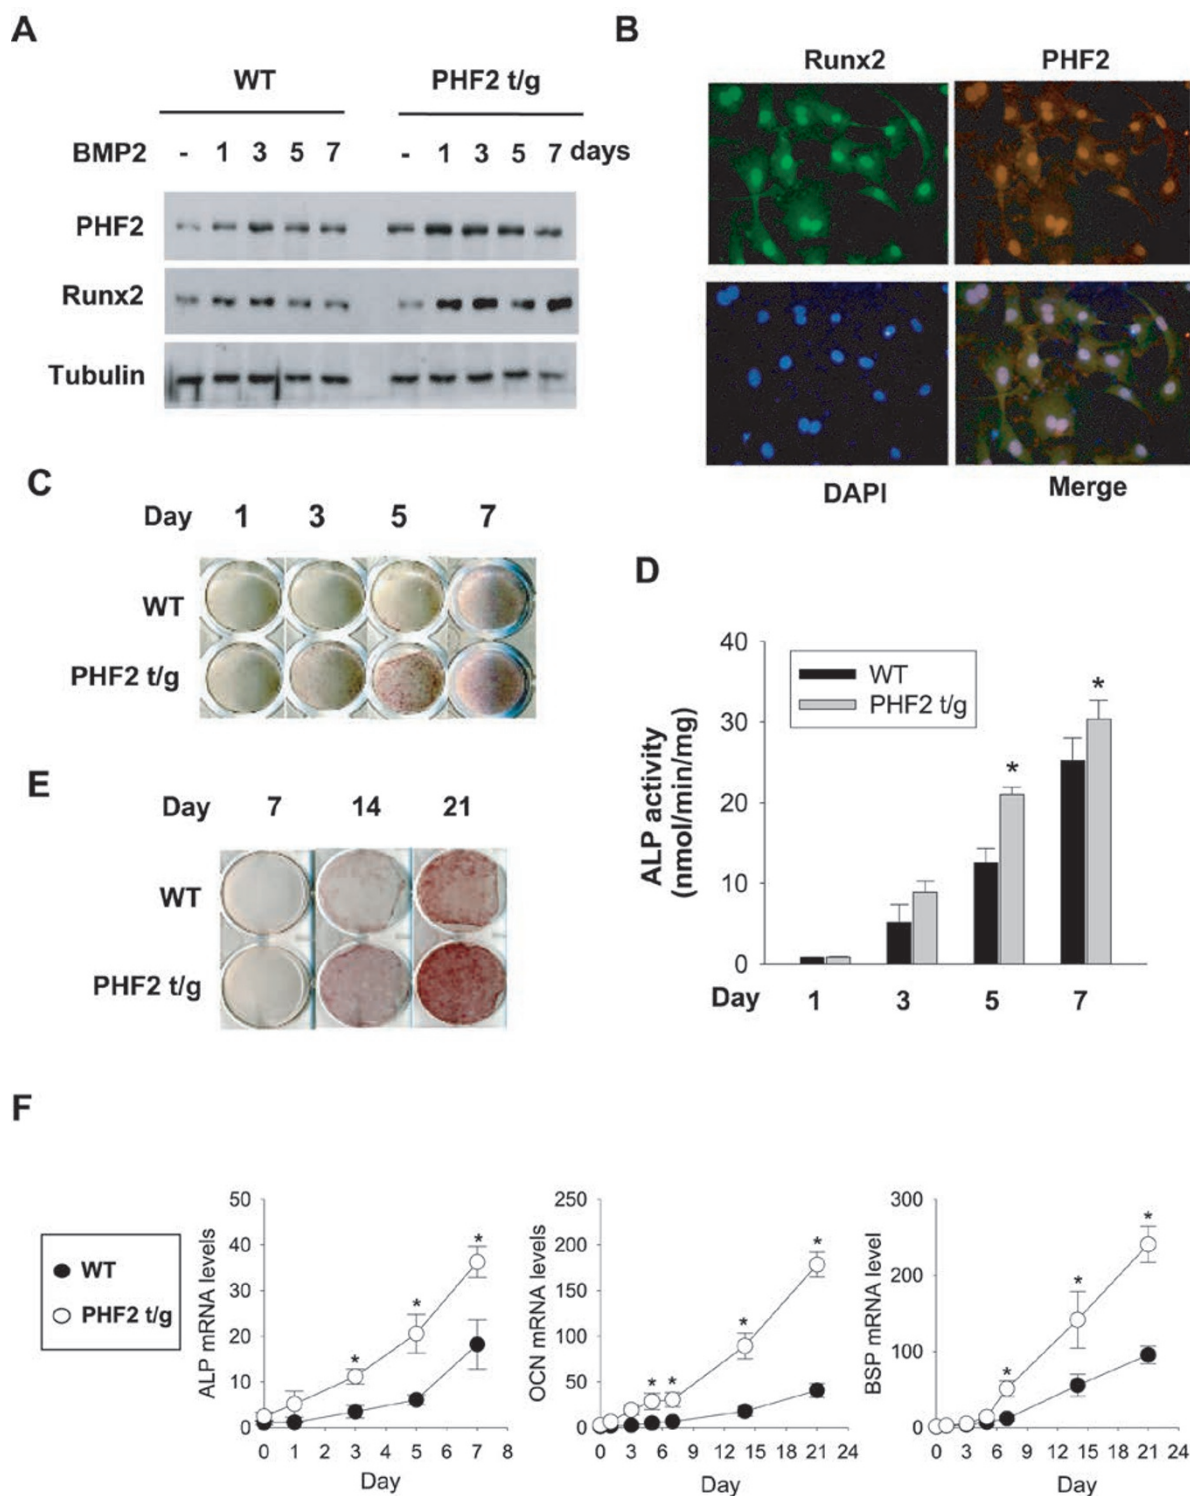 A
WT PHF2 t/g
BMP2 - 1 3 5 7 - 1 3 5 7 days
PHF2
Runx2
Tubulin
B
Runx2 PHF2
DAPI Merge
C
Day 1 3 5 7
WT
PHF2 t/g
D
ALP activity
(nmol/min/mg)
40
30
20
10
0
WT
PHF2 t/g
* *
Day 1 3 5 7
E
Day 7 14 21
WT
PHF2 t/g
F
WT
PHF2 t/g
ALP mRNA levels
50
40
30
20
10
0
* * *
0 1 2 3 4 5 6 7 8
Day
OCN mRNA levels
250
200
150
100
50
0
* * * *
0 3 6 9 12 15 18 21 24
Day
BSP mRNA level
300
200
100
0
* * *
0 3 6 9 12 15 18 21 24
Day